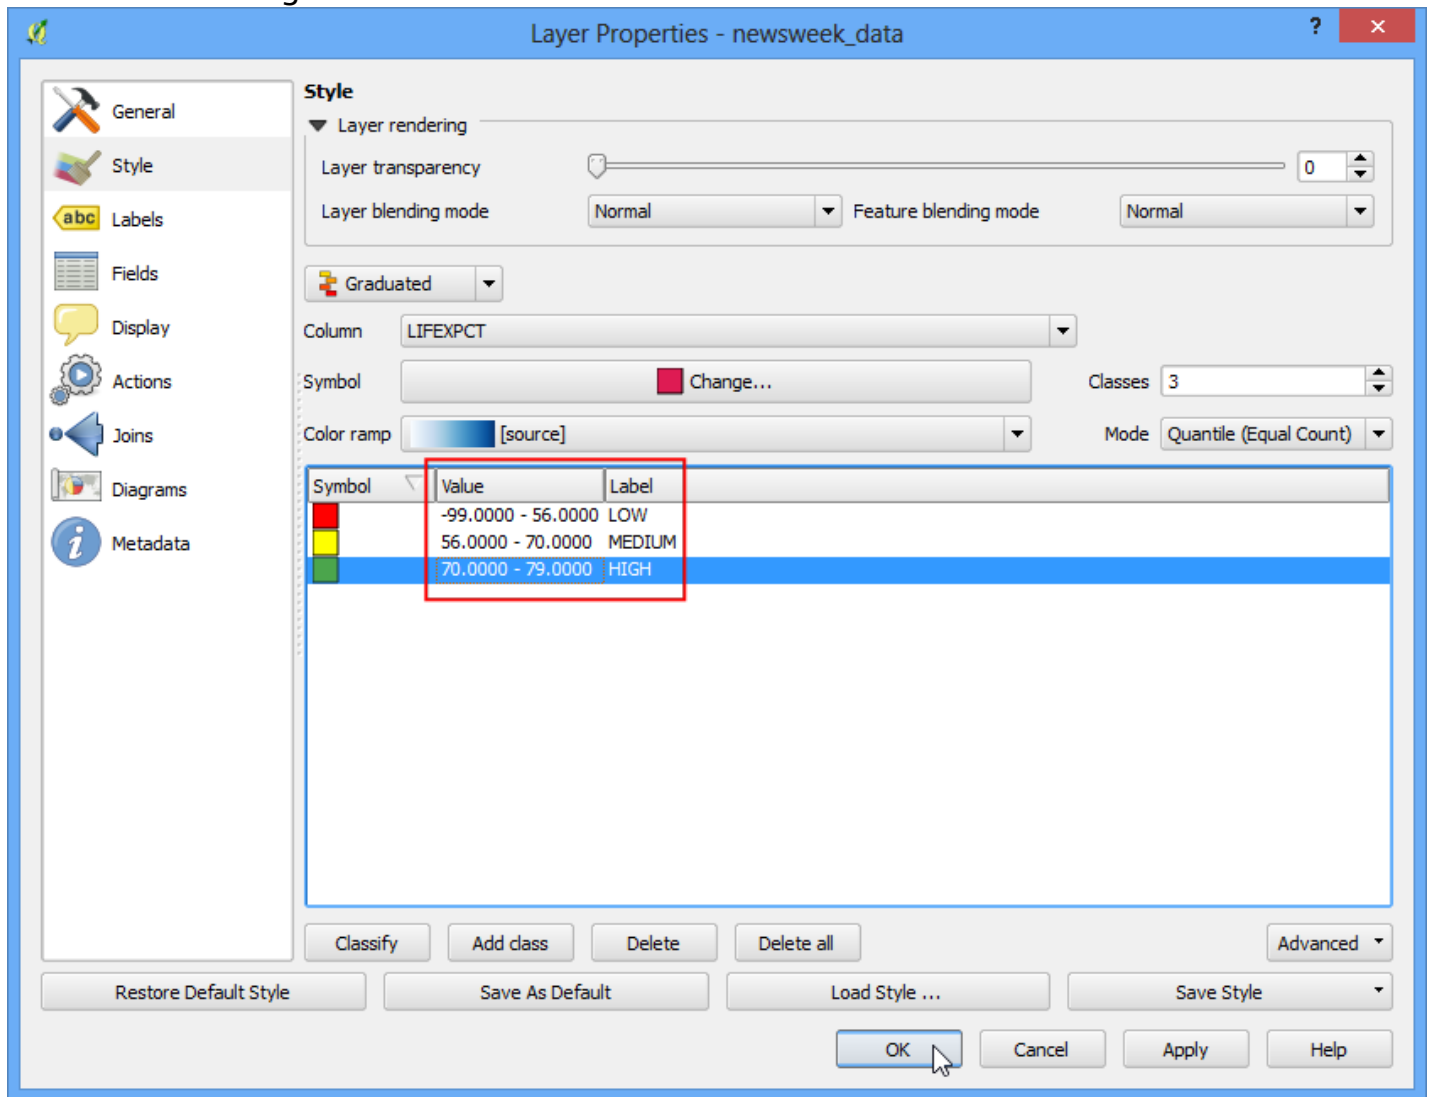 Layer Properties - newsweek_data
?
General
Style
Labels
Fields
Display
Actions
Joins
Diagrams
Metadata
abc
Style
Layer rendering
Layer transparency 0
Layer blending mode Normal Feature blending mode Normal
Graduated
Column LIFEXPCT
Symbol Change... Classes 3
Color ramp [source] Mode Quantile (Equal Count)
Symbol Value Label
-99.0000 - 56.0000 LOW
56.0000 - 70.0000 MEDIUM
70.0000 - 79.0000 HIGH
Classify Add class Delete Delete all Advanced
Restore Default Style Save As Default Load Style ... Save Style
OK Cancel Apply Help